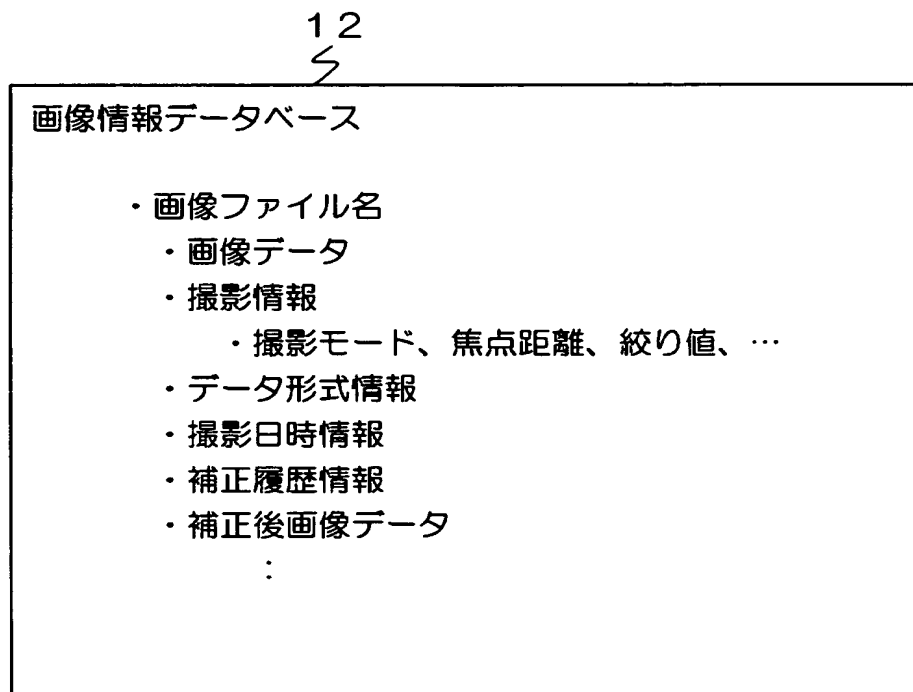 12
画像情報データベース
・画像ファイル名
・画像データ
・撮影情報
・撮影モード、焦点距離、絞り値、…
・データ形式情報
・撮影日時情報
・補正履歴情報
・補正後画像データ
：